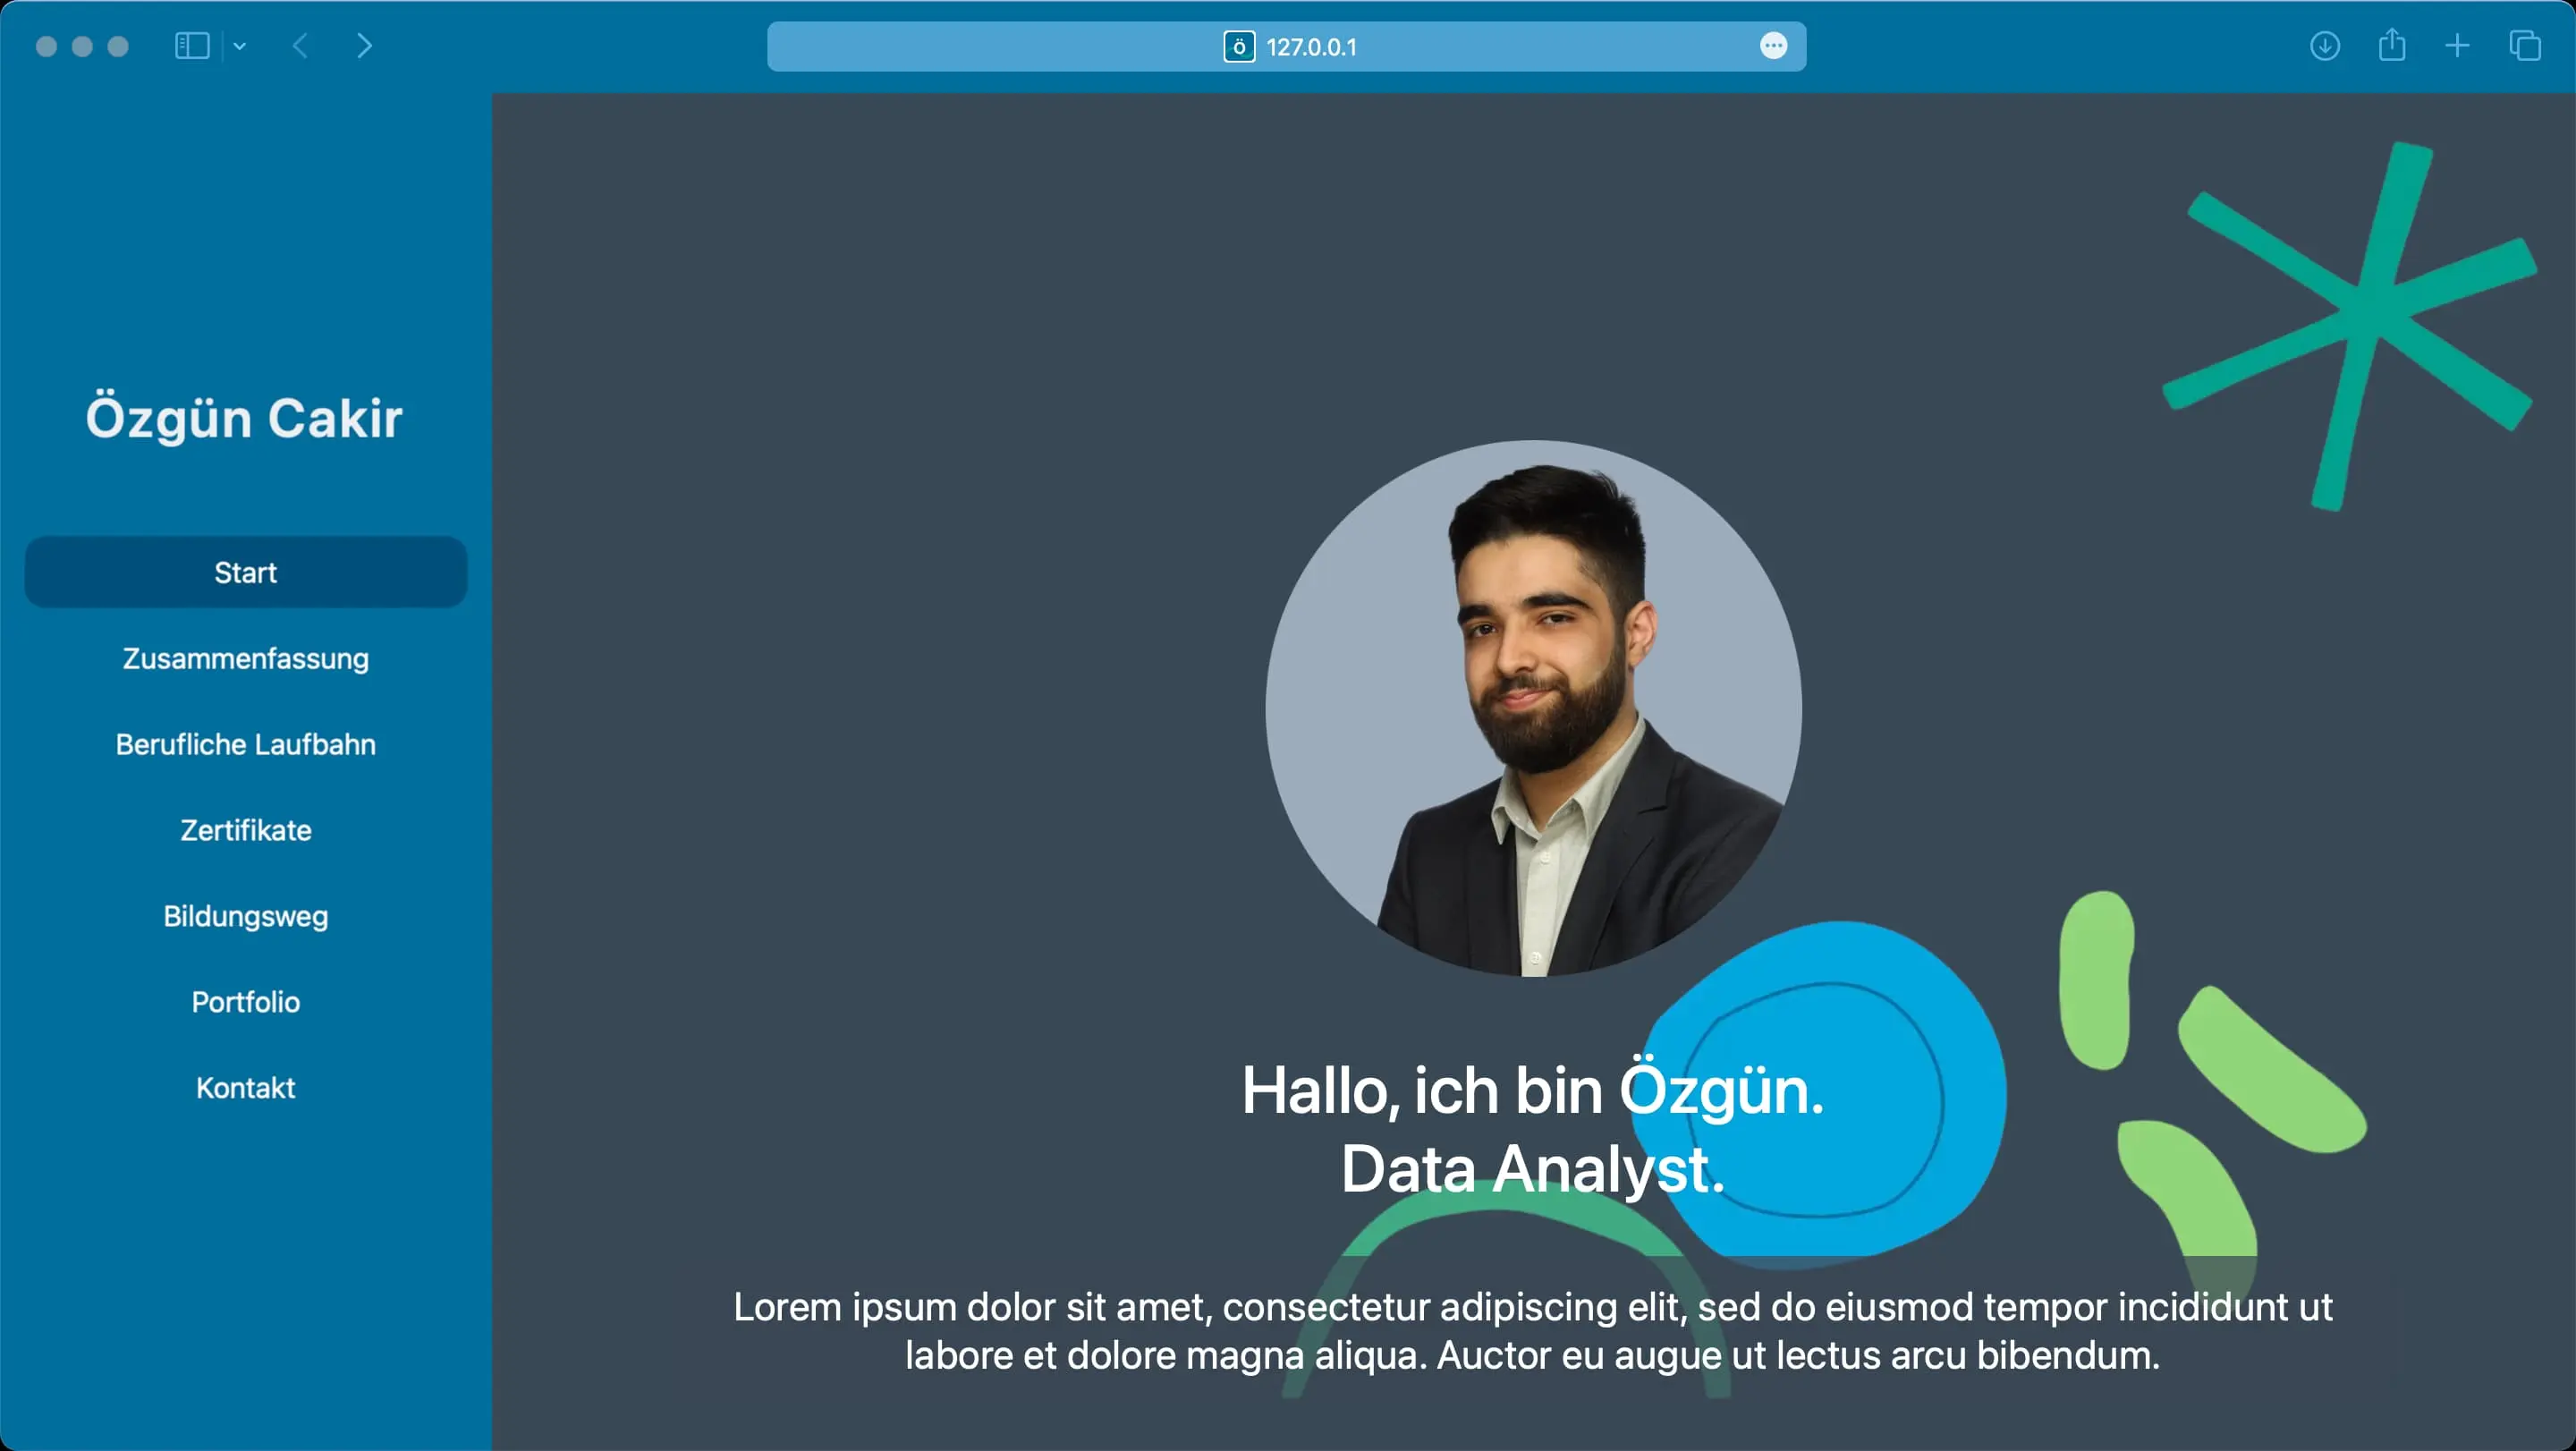 ö 127.0.0.1
Özgün Cakir
Start
Zusammenfassung
Berufliche Laufbahn
Zertifikate
Bildungsweg
Portfolio
Kontakt
Hallo, ich bin Özgün.
Data Analyst.
Lorem ipsum dolor sit amet, consectetur adipiscing elit, sed do eiusmod tempor incididunt ut
labore et dolore magna aliqua. Auctor eu augue ut lectus arcu bibendum.